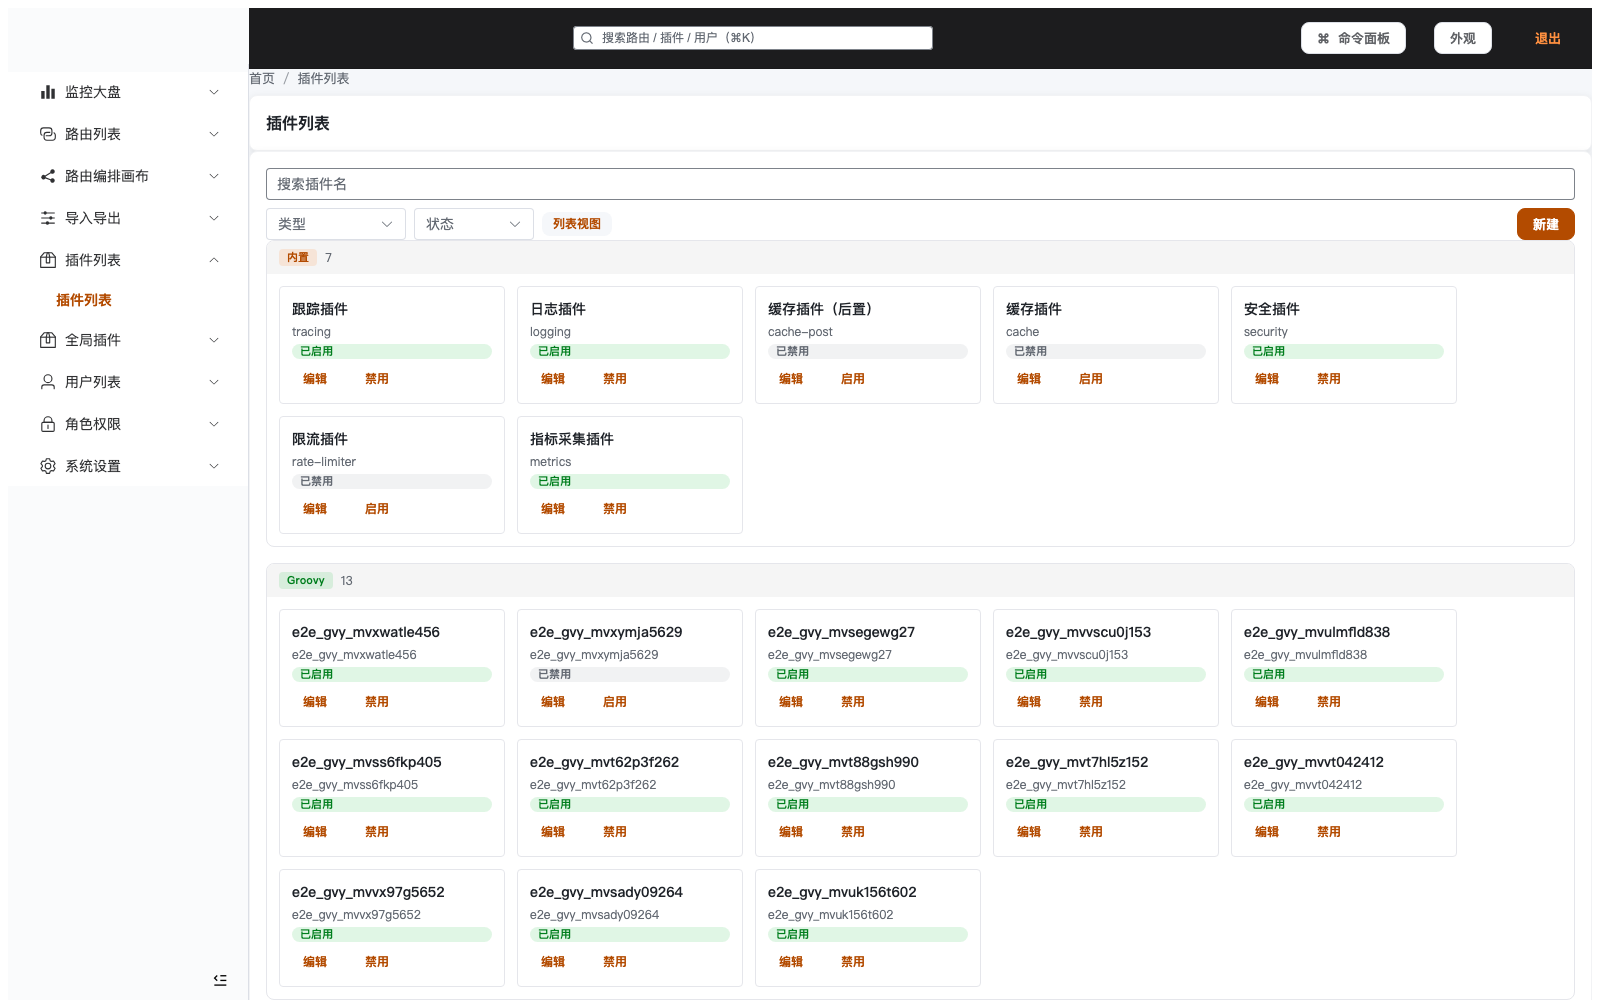 搜索路由 / 插件 / 用户（⌘K）
⌘ 命令面板
外观
退出
监控大盘
路由列表
路由编排画布
导入导出
插件列表
插件列表
全局插件
用户列表
角色权限
系统设置
首页 / 插件列表
插件列表
搜索插件名
类型
状态
列表视图
新建
内置 7
跟踪插件
tracing
已启用
编辑 禁用
日志插件
logging
已启用
编辑 禁用
缓存插件（后置）
cache-post
已禁用
编辑 启用
缓存插件
cache
已禁用
编辑 启用
安全插件
security
已启用
编辑 禁用
限流插件
rate-limiter
已禁用
编辑 启用
指标采集插件
metrics
已启用
编辑 禁用
Groovy 13
e2e_gvy_mvxwatle456
e2e_gvy_mvxwatle456
已启用
编辑 禁用
e2e_gvy_mvxymja5629
e2e_gvy_mvxymja5629
已禁用
编辑 启用
e2e_gvy_mvsegewg27
e2e_gvy_mvsegewg27
已启用
编辑 禁用
e2e_gvy_mvvscu0j153
e2e_gvy_mvvscu0j153
已启用
编辑 禁用
e2e_gvy_mvulmfld838
e2e_gvy_mvulmfld838
已启用
编辑 禁用
e2e_gvy_mvss6fkp405
e2e_gvy_mvss6fkp405
已启用
编辑 禁用
e2e_gvy_mvt62p3f262
e2e_gvy_mvt62p3f262
已启用
编辑 禁用
e2e_gvy_mvt88gsh990
e2e_gvy_mvt88gsh990
已启用
编辑 禁用
e2e_gvy_mvt7hl5z152
e2e_gvy_mvt7hl5z152
已启用
编辑 禁用
e2e_gvy_mvvt042412
e2e_gvy_mvvt042412
已启用
编辑 禁用
e2e_gvy_mvvx97g5652
e2e_gvy_mvvx97g5652
已启用
编辑 禁用
e2e_gvy_mvsady09264
e2e_gvy_mvsady09264
已启用
编辑 禁用
e2e_gvy_mvuk156t602
e2e_gvy_mvuk156t602
已启用
编辑 禁用